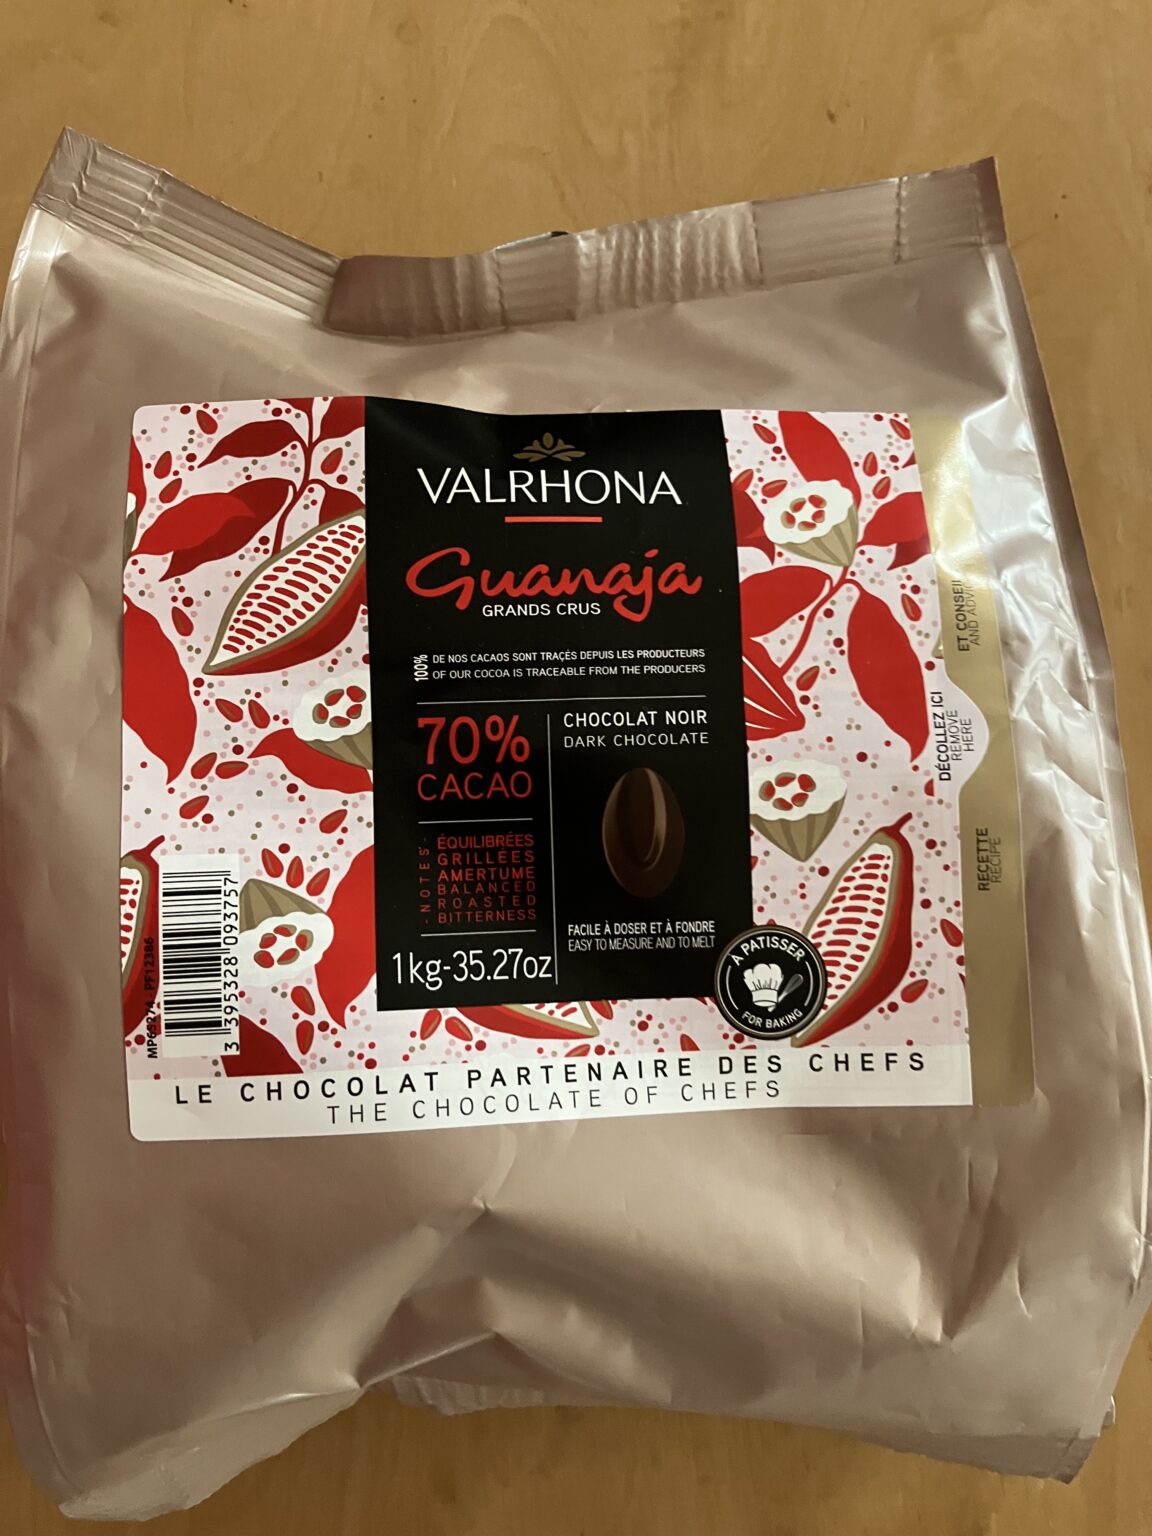 VALRHONA
Guanaja
GRANDS CRUS
100%
DE NOS CACAOS SONT TRAÇÉS DEPUIS LES PRODUCTEURS
OF OUR COCOA IS TRACEABLE FROM THE PRODUCERS
70%
CACAO
CHOCOLAT NOIR
DARK CHOCOLATE
-NOTES-
ÉQUILIBRÉES
GRILLÉES
AMERTUME
BALANCED
ROASTED
BITTERNESS
1kg-35.27oz
FACILE À DOSER ET À FONDRE
EASY TO MEASURE AND TO MELT
À PATISSER
FOR BAKING
LE CHOCOLAT PARTENAIRE DES CHEFS
THE CHOCOLATE OF CHEFS
3 395328 093757
PF12386
ET CONSEIL
AND
DÉCOLLEZ ICI
REMOVE
HERE
RECETTE
RECIPE